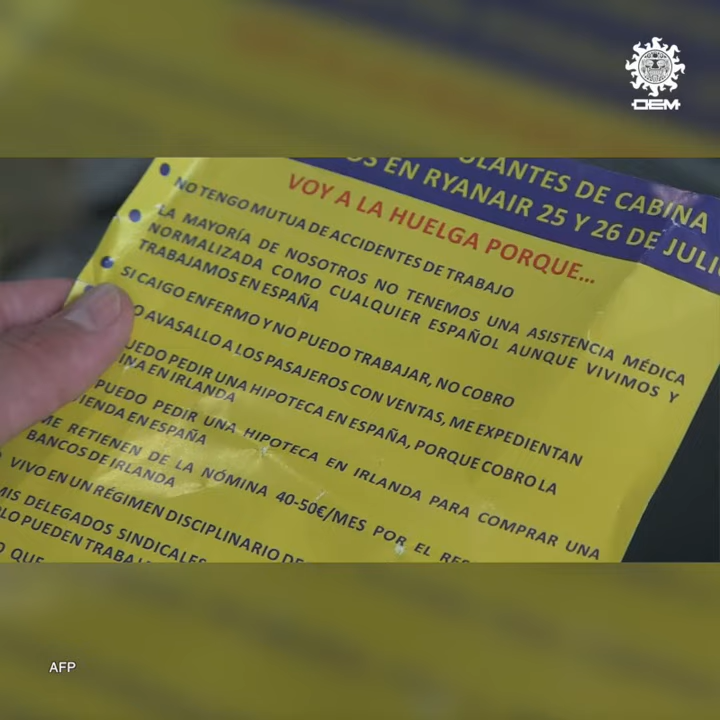 OEM
ULANTES DE CABINA
OS EN RYANAIR 25 Y 26 DE JULI
VOY A LA HUELGA PORQUE...
NO TENGO MUTUA DE ACCIDENTES DE TRABAJO
LA MAYORÍA DE NOSOTROS NO TENEMOS UNA ASISTENCIA MÉDICA
NORMALIZADA COMO CUALQUIER ESPAÑOL AUNQUE VIVIMOS Y
TRABAJAMOS EN ESPAÑA
SI CAIGO ENFERMO Y NO PUEDO TRABAJAR, NO COBRO
O AVASALLO A LOS PASAJEROS CON VENTAS, ME EXPEDIENTAN
UEDO PEDIR UNA HIPOTECA EN ESPAÑA, PORQUE COBRO LA
INA EN IRLANDA
PUEDO PEDIR UNA HIPOTECA EN IRLANDA PARA COMPRAR UNA
IENDA EN ESPAÑA
ME RETIENEN DE LA NÓMINA 40-50€/MES POR EL RES
BANCOS DE IRLANDA
VIVO EN UN RÉGIMEN DISCIPLINARIO DE
MIS DELEGADOS SINDICALES
LO PUEDEN TRABA
O QUE
AFP